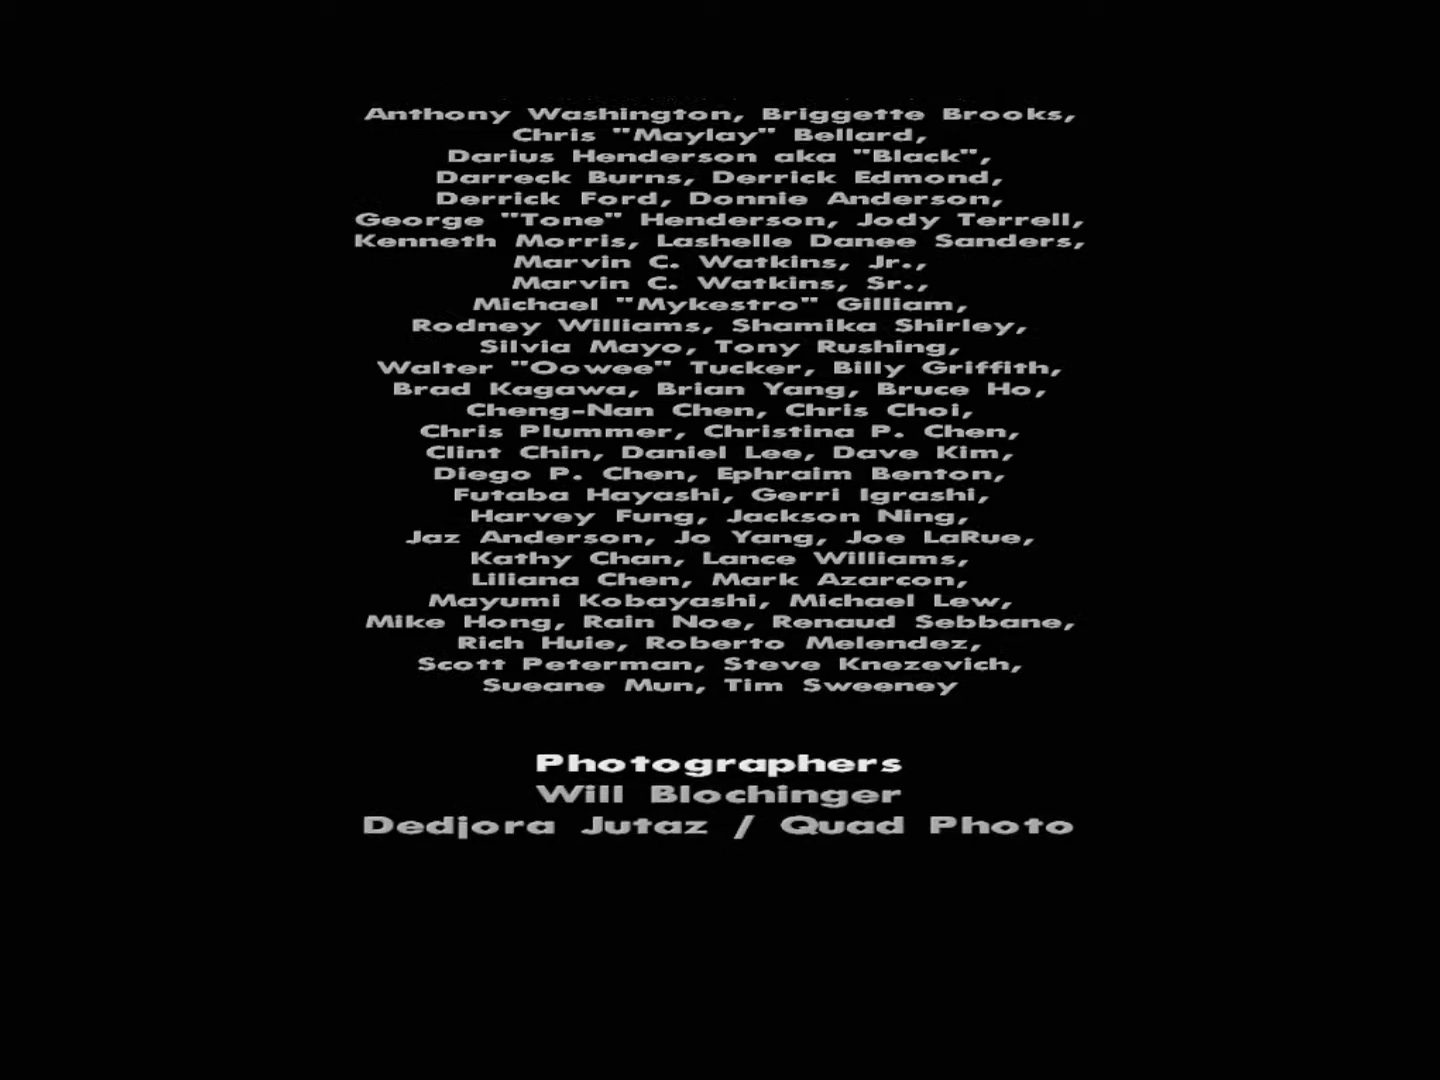 Anthony Washington, Briggette Brooks,
Chris "Maylay" Bellard,
Darius Henderson aka "Black",
Darreck Burns, Derrick Edmond,
Derrick Ford, Donnie Anderson,
George "Tone" Henderson, Jody Terrell,
Kenneth Morris, Lashelle Danee Sanders,
Marvin C. Watkins, Jr.,
Marvin C. Watkins, Sr.,
Michael "Mykestro" Gilliam,
Rodney Williams, Shamika Shirley,
Silvia Mayo, Tony Rushing,
Walter "Oowee" Tucker, Billy Griffith,
Brad Kagawa, Brian Yang, Bruce Ho,
Cheng-Nan Chen, Chris Choi,
Chris Plummer, Christina P. Chen,
Clint Chin, Daniel Lee, Dave Kim,
Diego P. Chen, Ephraim Benton,
Futaba Hayashi, Gerri Igrashi,
Harvey Fung, Jackson Ning,
Jaz Anderson, Jo Yang, Joe LaRue,
Kathy Chan, Lance Williams,
Liliana Chen, Mark Azarcon,
Mayumi Kobayashi, Michael Lew,
Mike Hong, Rain Noe, Renaud Sebbane,
Rich Huie, Roberto Melendez,
Scott Peterman, Steve Knezevich,
Sueane Mun, Tim Sweeney
Photographers
Will Blochinger
Dedjora Jutaz / Quad Photo